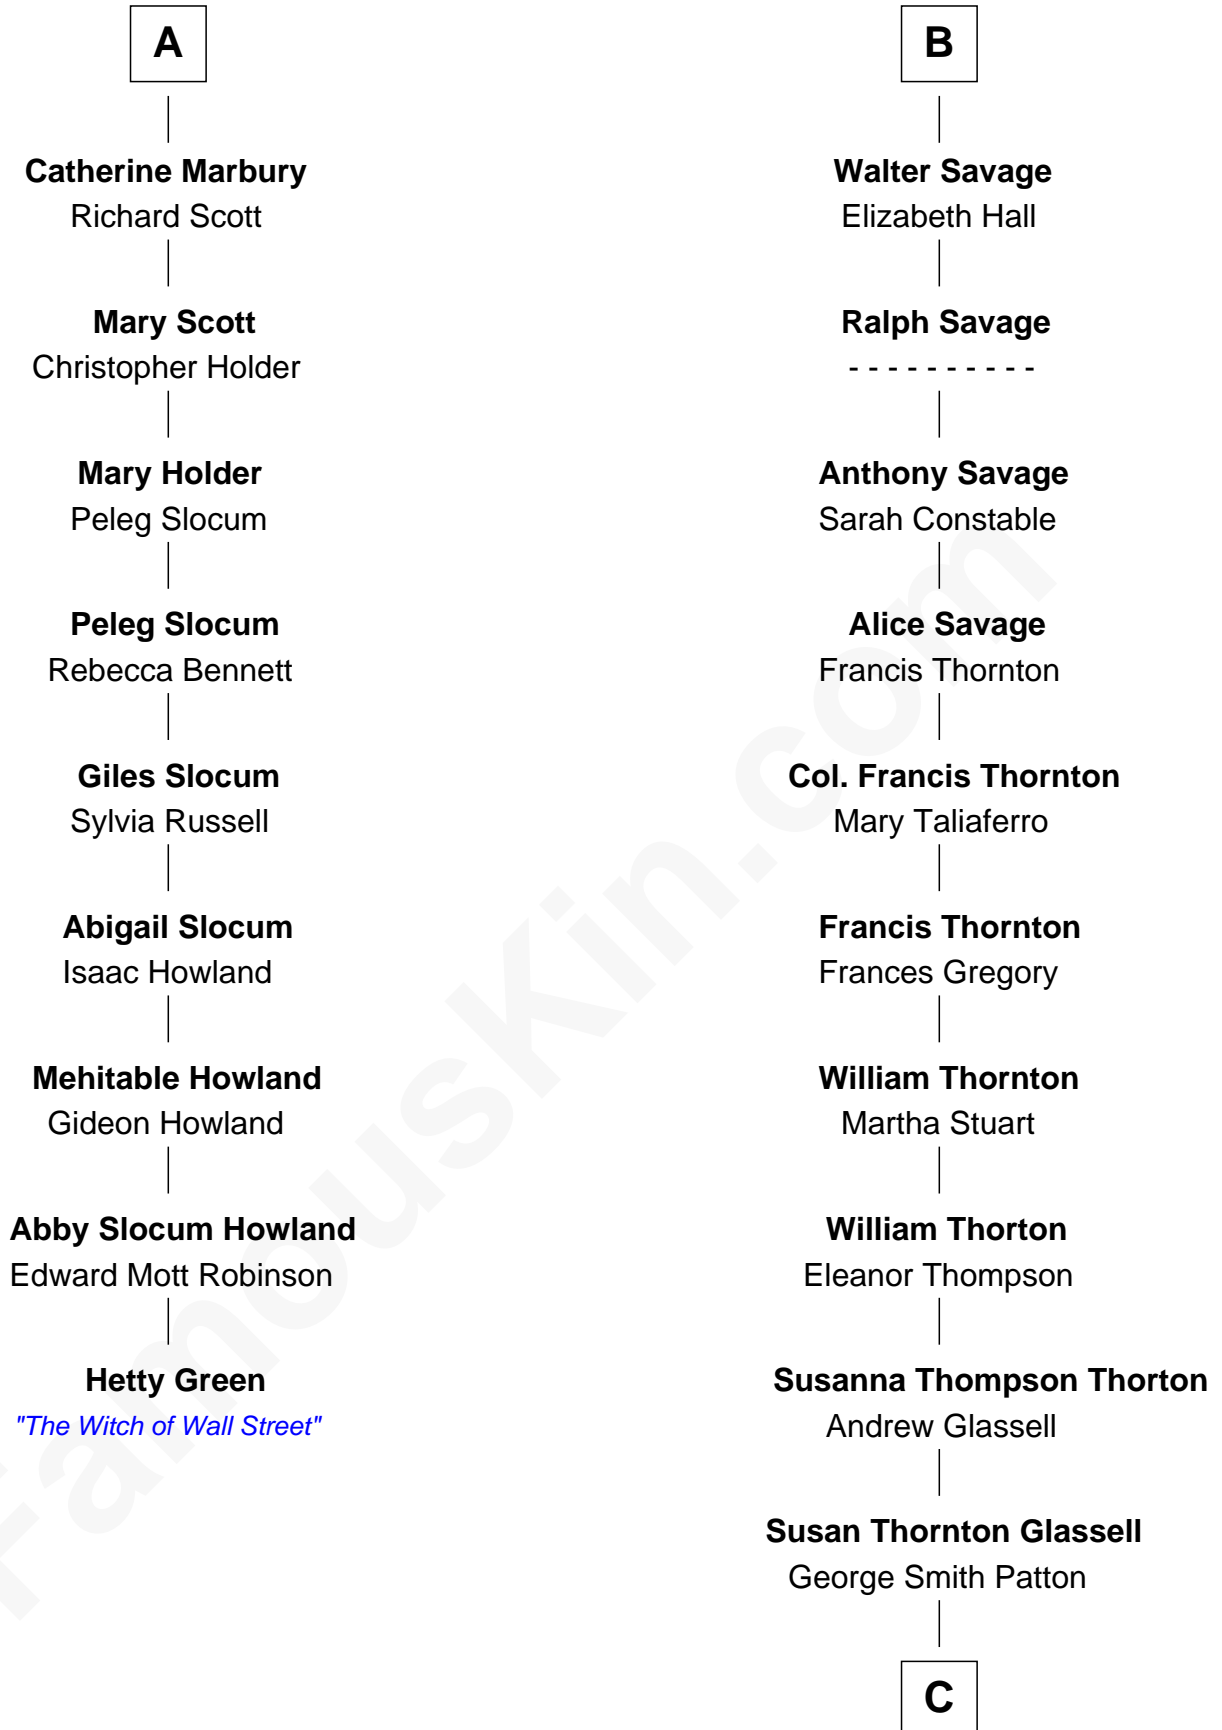 A
Catherine Marbury
Richard Scott
Mary Scott
Christopher Holder
Mary Holder
Peleg Slocum
Peleg Slocum
Rebecca Bennett
Giles Slocum
Sylvia Russell
Abigail Slocum
Isaac Howland
Mehitable Howland
Gideon Howland
Abby Slocum Howland
Edward Mott Robinson
Hetty Green
"The Witch of Wall Street"
B
Walter Savage
Elizabeth Hall
Ralph Savage
- - - - - - - - - -
Anthony Savage
Sarah Constable
Alice Savage
Francis Thornton
Col. Francis Thornton
Mary Taliaferro
Francis Thornton
Frances Gregory
William Thornton
Martha Stuart
William Thorton
Eleanor Thompson
Susanna Thompson Thorton
Andrew Glassell
Susan Thornton Glassell
George Smith Patton
C
FamousKin.com